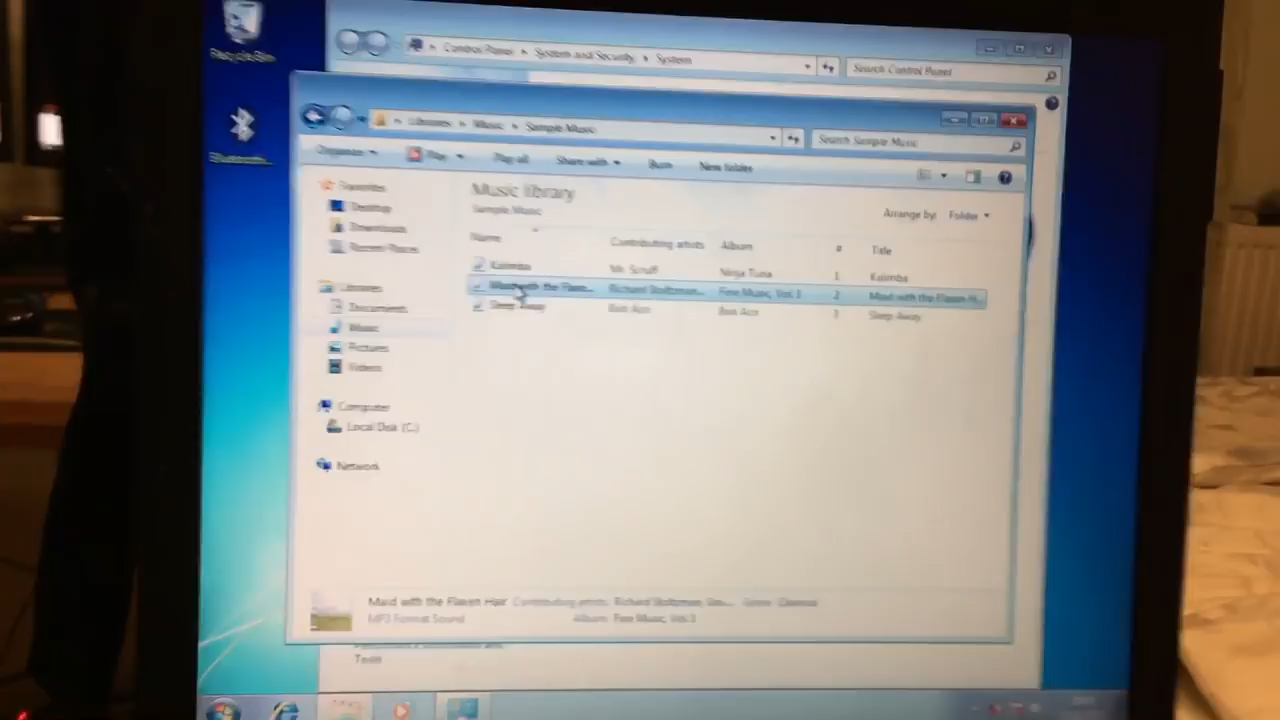 Recycle Bin
Control Panel System and Security System
Search Control Panel
Libraries Music Sample Music
Search Sample Music
Organize Play Play all Share with Burn New folder
Favorites
Desktop
Downloads
Recent Places
Libraries
Documents
Music
Pictures
Videos
Computer
Local Disk (C:)
Network
Music library
Sample Music
Arrange by: Folder
Name Contributing artists Album # Title
Kalimba Mr. Scruff Ninja Tuna 1 Kalimba
Maid with the Flaxe... Richard Stoltzman... Fine Music, Vol. 1 2 Maid with the Flaxen H...
Sleep Away Bob Acri Bob Acri 3 Sleep Away
Maid with the Flaxen Hair Contributing artists: Richard Stoltzman; Slov... Genre: Classical
MP3 Format Sound Album: Fine Music, Vol. 1
Tools